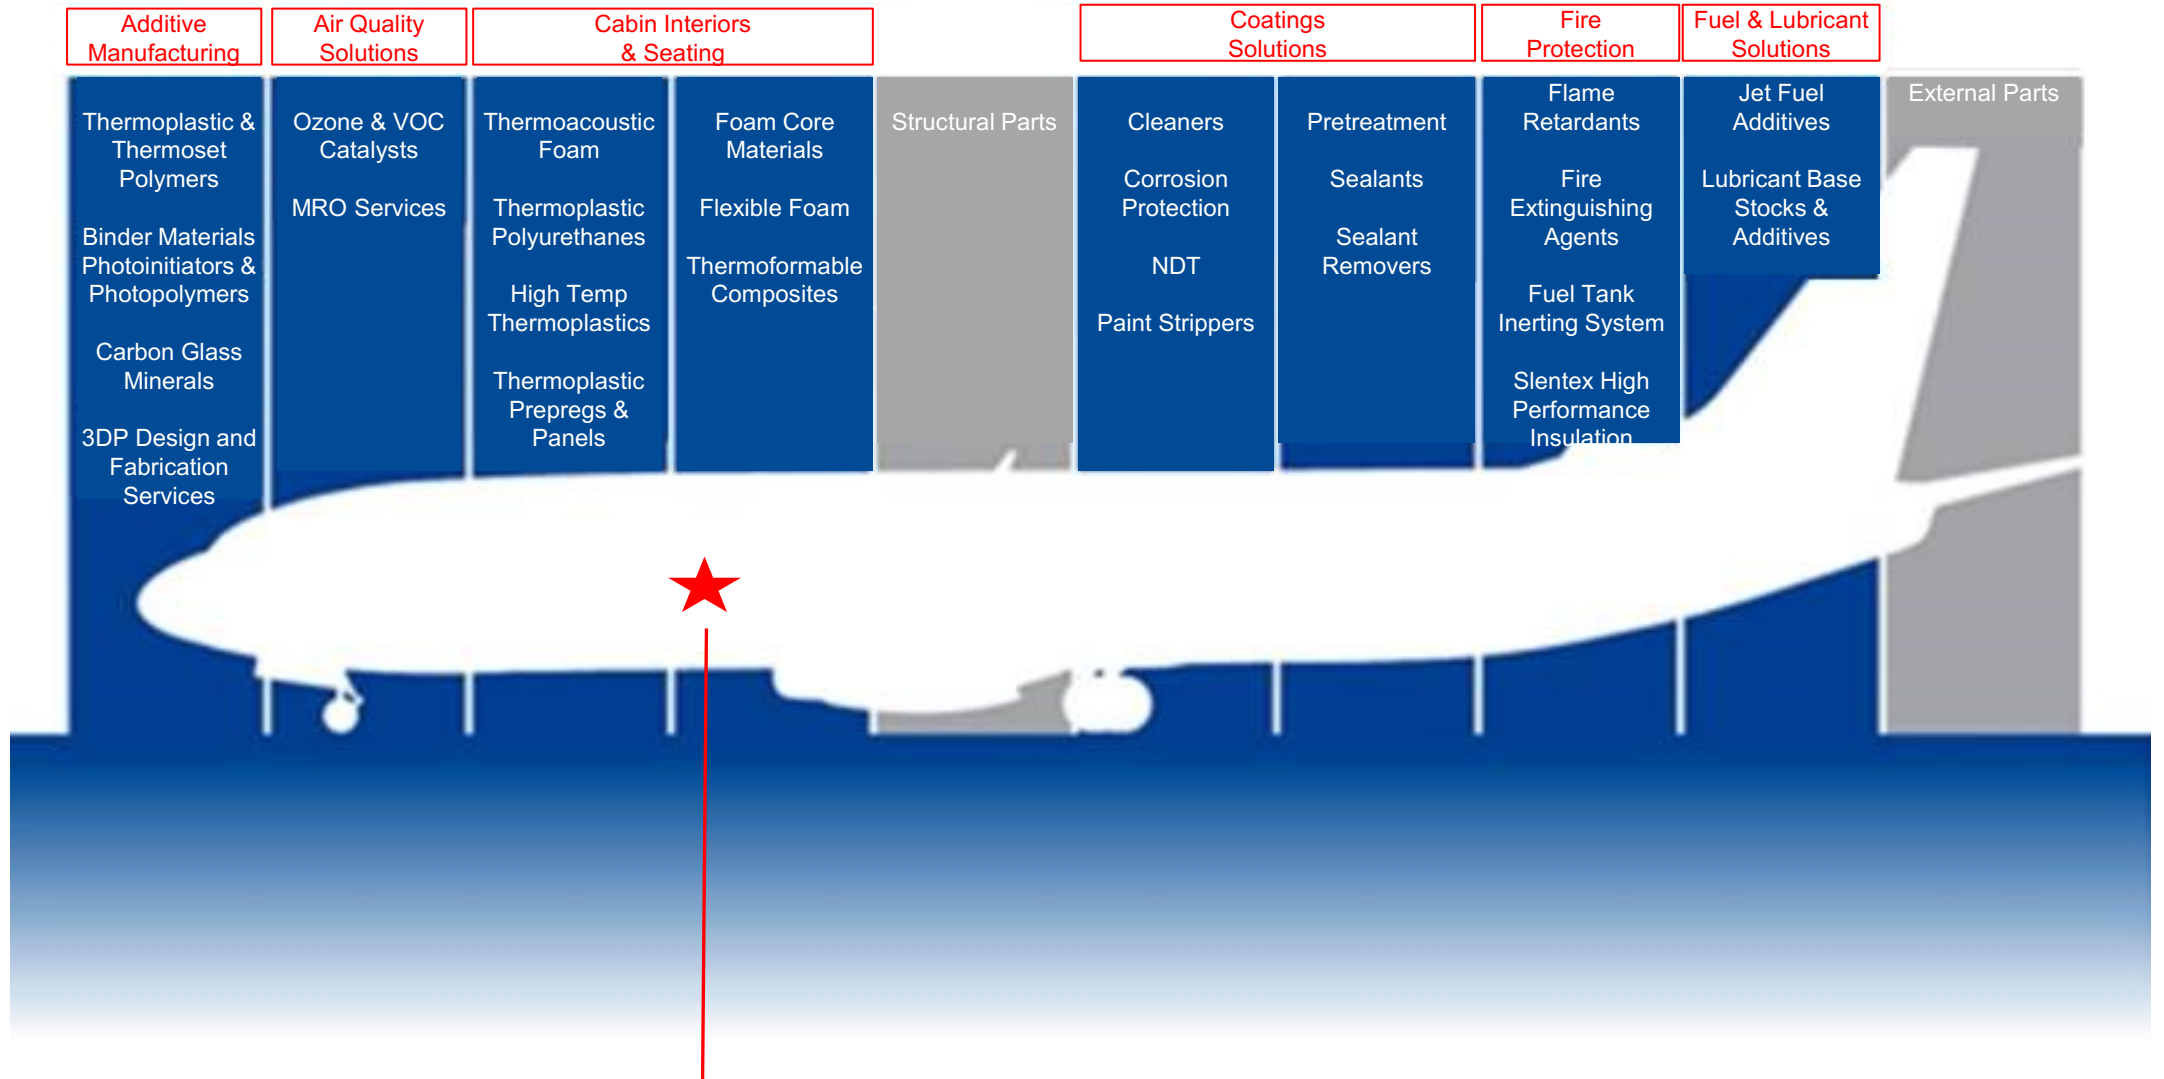 Additive
Manufacturing
Air Quality
Solutions
Cabin Interiors
& Seating
Coatings
Solutions
Fire
Protection
Fuel & Lubricant
Solutions
Thermoplastic &
Thermoset
Polymers
Binder Materials
Photoinitiators &
Photopolymers
Carbon Glass
Minerals
3DP Design and
Fabrication
Services
Ozone & VOC
Catalysts
MRO Services
Thermoacoustic
Foam
Thermoplastic
Polyurethanes
High Temp
Thermoplastics
Thermoplastic
Prepregs &
Panels
Foam Core
Materials
Flexible Foam
Thermoformable
Composites
Structural Parts
Cleaners
Corrosion
Protection
NDT
Paint Strippers
Pretreatment
Sealants
Sealant
Removers
Flame
Retardants
Fire
Extinguishing
Agents
Fuel Tank
Inerting System
Slentex High
Performance
Insulation
Jet Fuel
Additives
Lubricant Base
Stocks &
Additives
External Parts